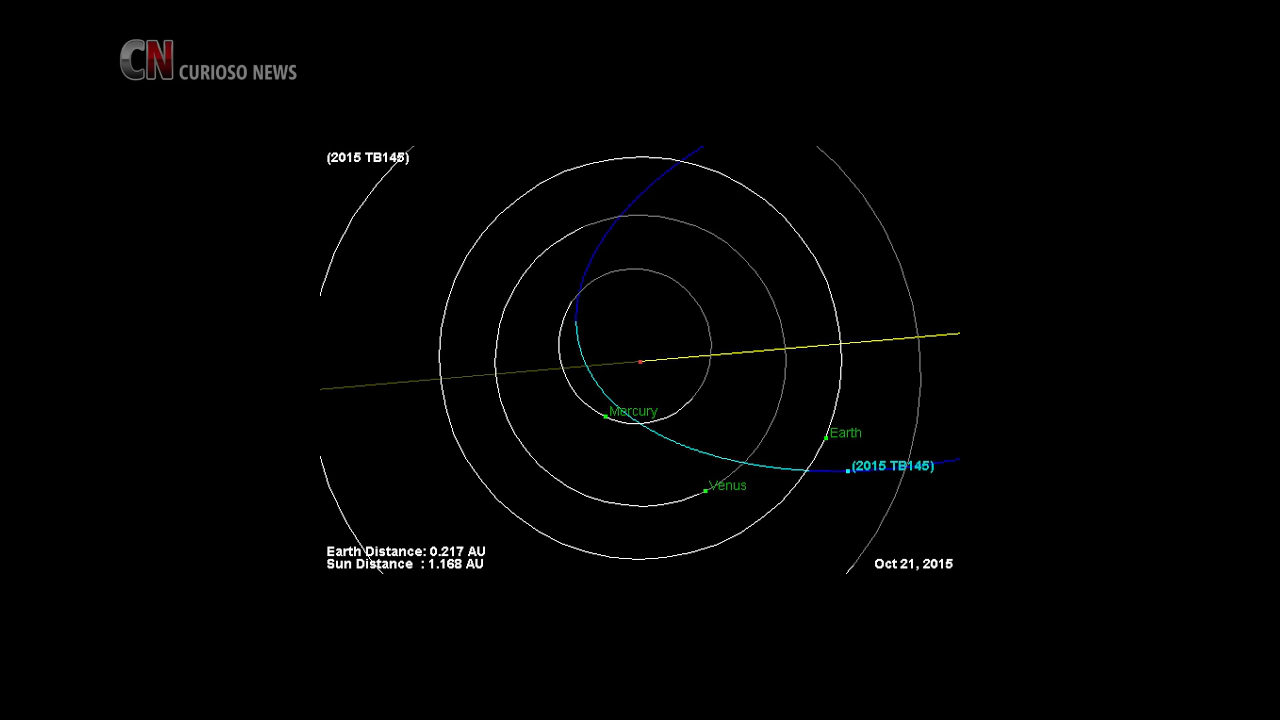 CN CURIOSO NEWS
(2015 TB145)
Mercury
Earth
(2015 TB145)
Venus
Earth Distance: 0.217 AU
Sun Distance : 1.168 AU
Oct 21, 2015